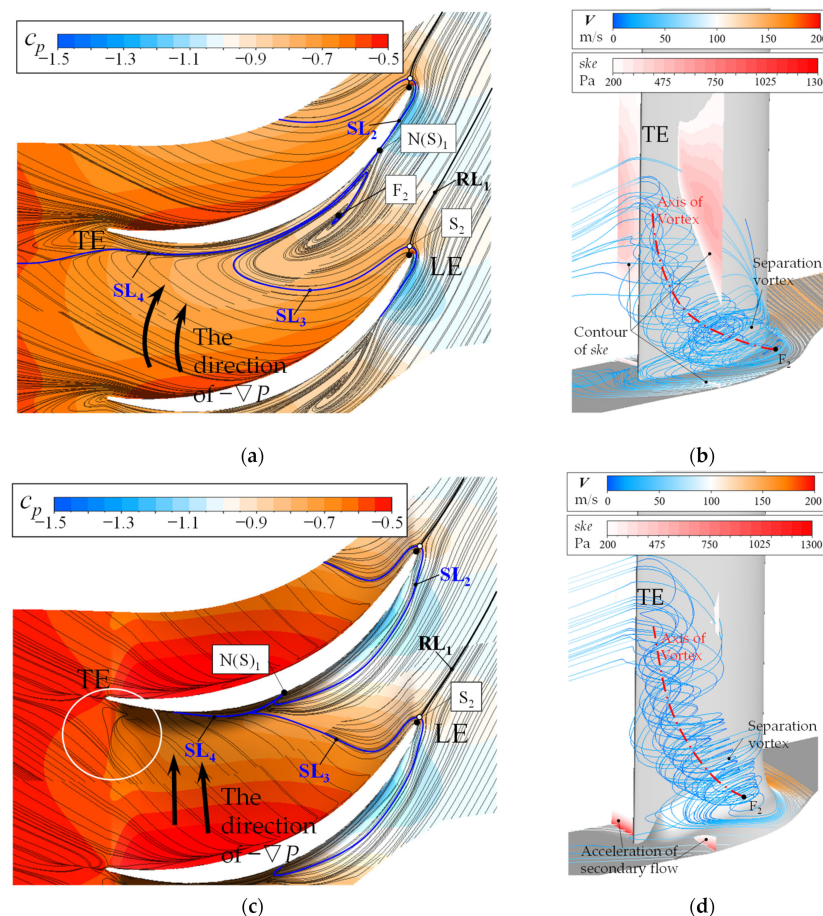 c_p
−1.5 −1.3 −1.1 −0.9 −0.7 −0.5
SL2
N(S)1
F2
RL1
S2
TE
LE
SL4
SL3
The
direction
of −∇P
(a)
V
m/s
0 50 100 150 200
ske
Pa
200 475 750 1025 130
TE
Axis of
Vortex
Separation
vortex
Contour
of ske
F2
(b)
c_p
−1.5 −1.3 −1.1 −0.9 −0.7 −0.5
SL2
RL1
N(S)1
S2
TE
LE
SL4
SL3
The
direction
of −∇P
(c)
V
m/s
0 50 100 150 200
ske
Pa
200 475 750 1025 1300
TE
Axis of
Vortex
Separation
vortex
F2
Acceleration of
secondary flow
(d)